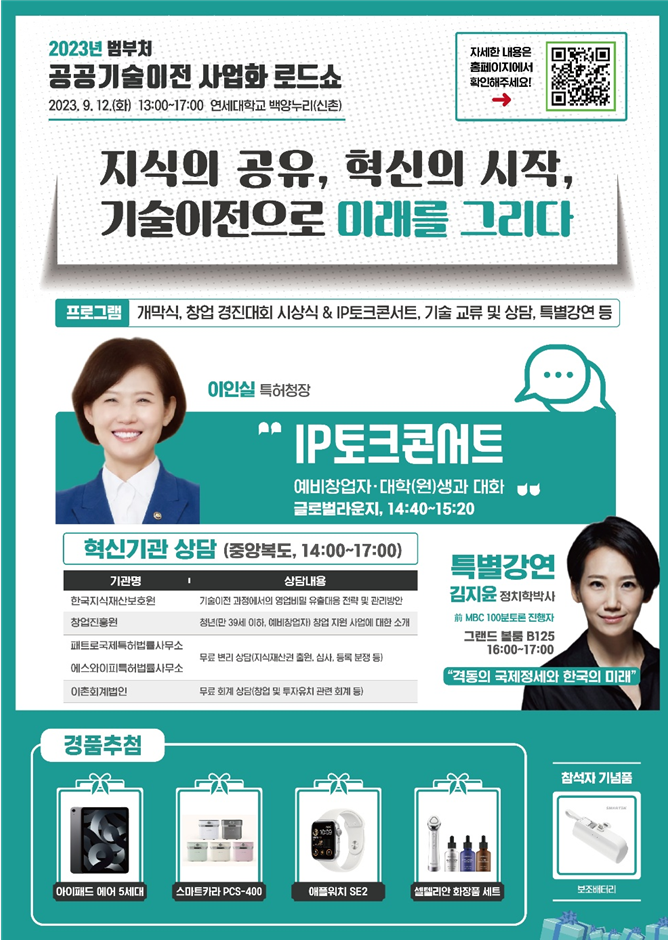 2023년 범부처
공공기술이전 사업화 로드쇼
2023. 9. 12.(화) 13:00~17:00 연세대학교 백양누리(신촌)
자세한 내용은
홈페이지에서
확인해주세요!
지식의 공유, 혁신의 시작,
기술이전으로 미래를 그리다
프로그램 개막식, 창업 경진대회 시상식 & IP토크콘서트, 기술 교류 및 상담, 특별강연 등
이인실 특허청장
" IP토크콘서트
예비창업자·대학(원)생과 대화 "
글로벌라운지, 14:40~15:20
혁신기관 상담 (중앙복도, 14:00~17:00)
기관명 상담내용
한국지식재산보호원 기술이전 과정에서의 영업비밀 유출대응 전략 및 관리방안
창업진흥원 청년(만 39세 이하, 예비창업자) 창업 지원 사업에 대한 소개
패트로국제특허법률사무소
에스와이피특허법률사무소
무료 변리 상담(지식재산권 출원, 심사, 등록 분쟁 등)
이촌회계법인 무료 회계 상담(창업 및 투자유치 관련 회계 등)
특별강연
김지윤 정치학박사
前 MBC 100분토론 진행자
그랜드 볼룸 B125
16:00~17:00
"격동의 국제정세와 한국의 미래"
경품추첨
아이패드 에어 5세대
스마트카라 PCS-400
애플워치 SE2
셀텔리안 화장품 세트
참석자 기념품
보조배터리